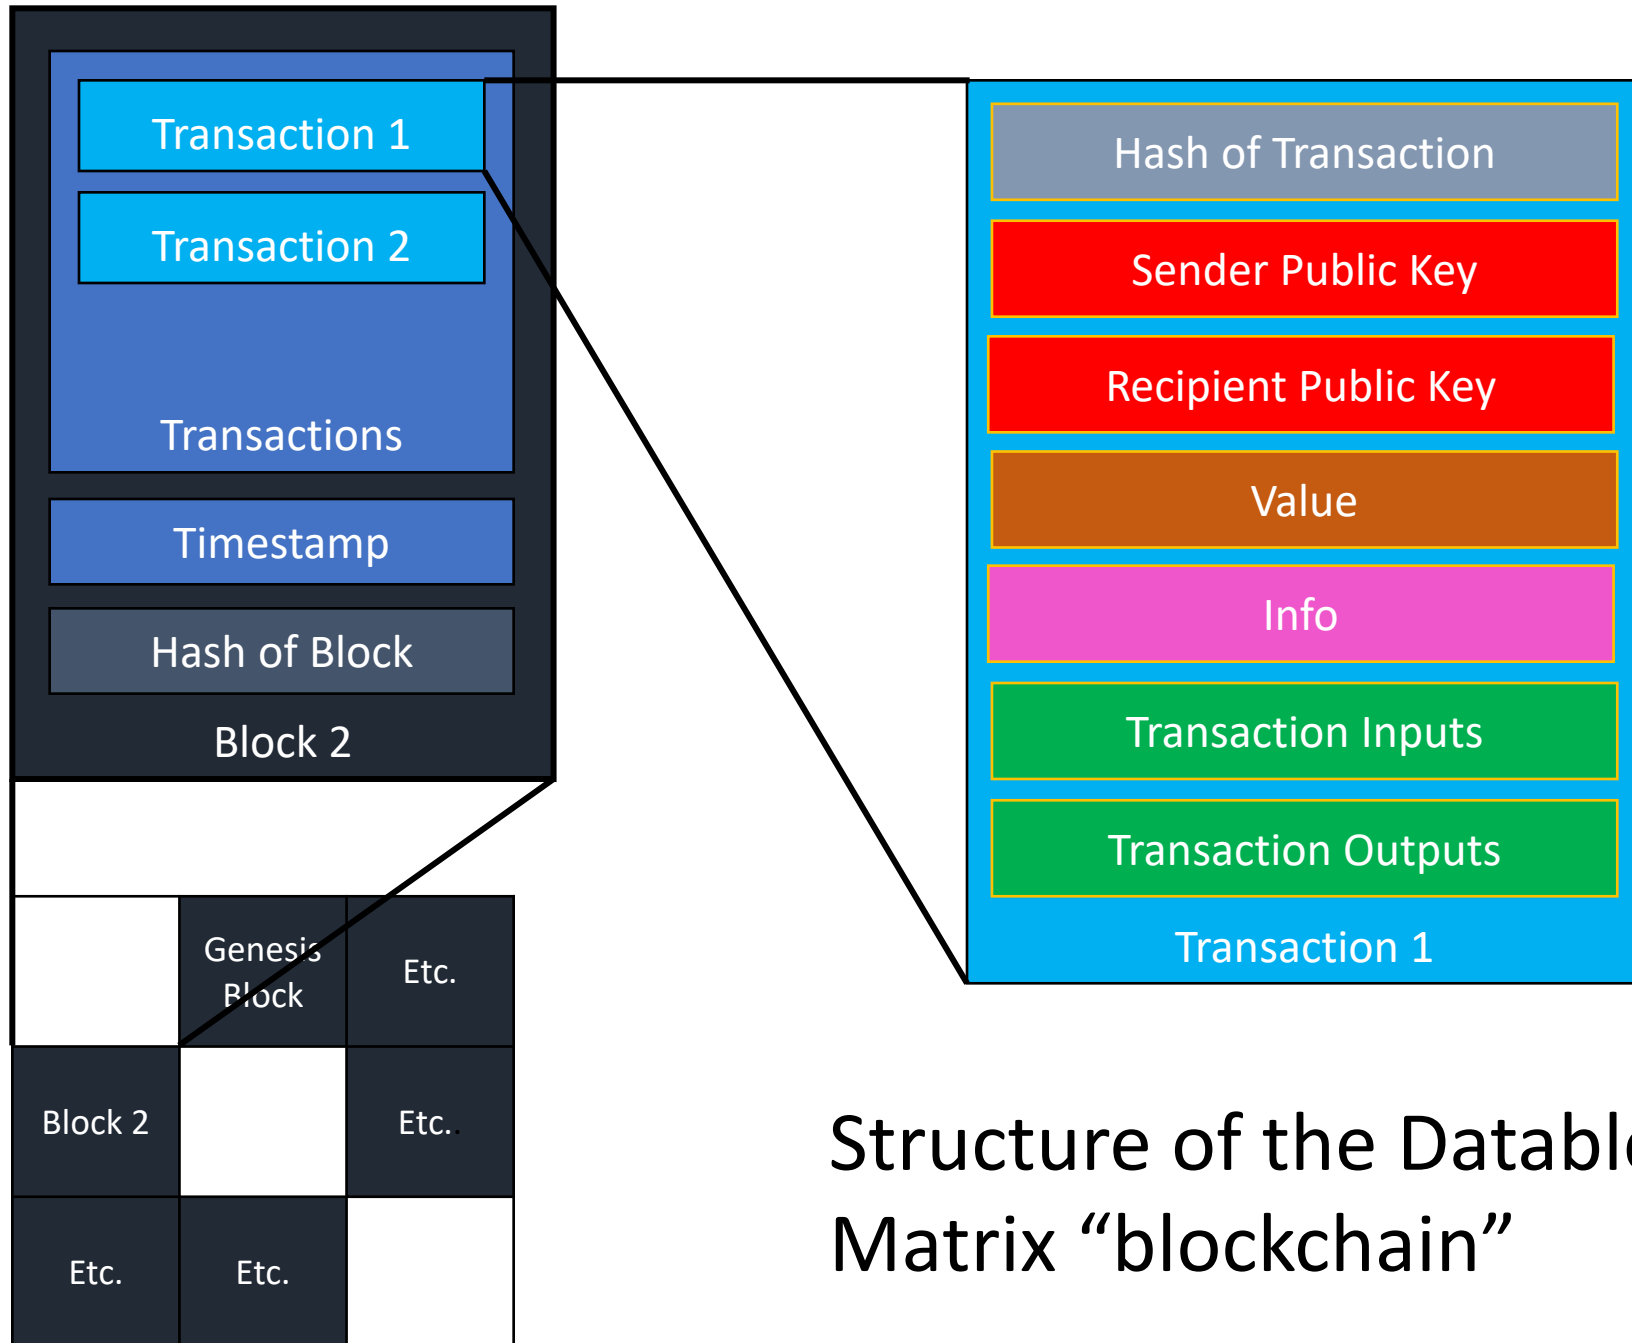 Transaction 1
Transaction 2
Transactions
Timestamp
Hash of Block
Block 2
Hash of Transaction
Sender Public Key
Recipient Public Key
Value
Info
Transaction Inputs
Transaction Outputs
Transaction 1
Genesis
Block
Etc.
Block 2
Etc..
Etc.
Etc.
Structure of the
Matrix “blockchain”